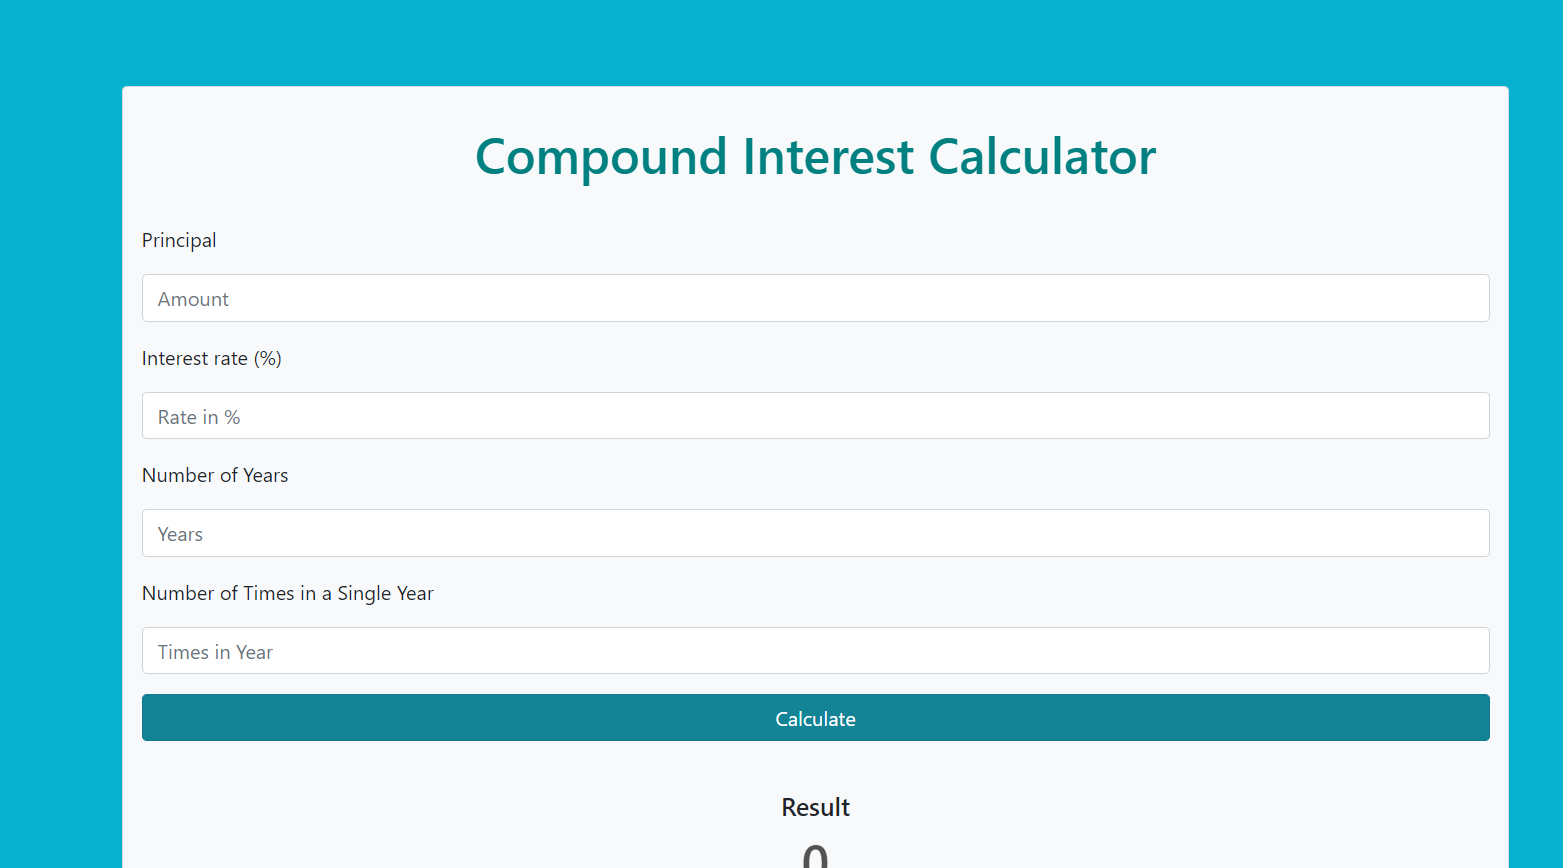 Compound Interest Calculator
Principal
Amount
Interest rate (%)
Rate in %
Number of Years
Years
Number of Times in a Single Year
Times in Year
Calculate
Result
0